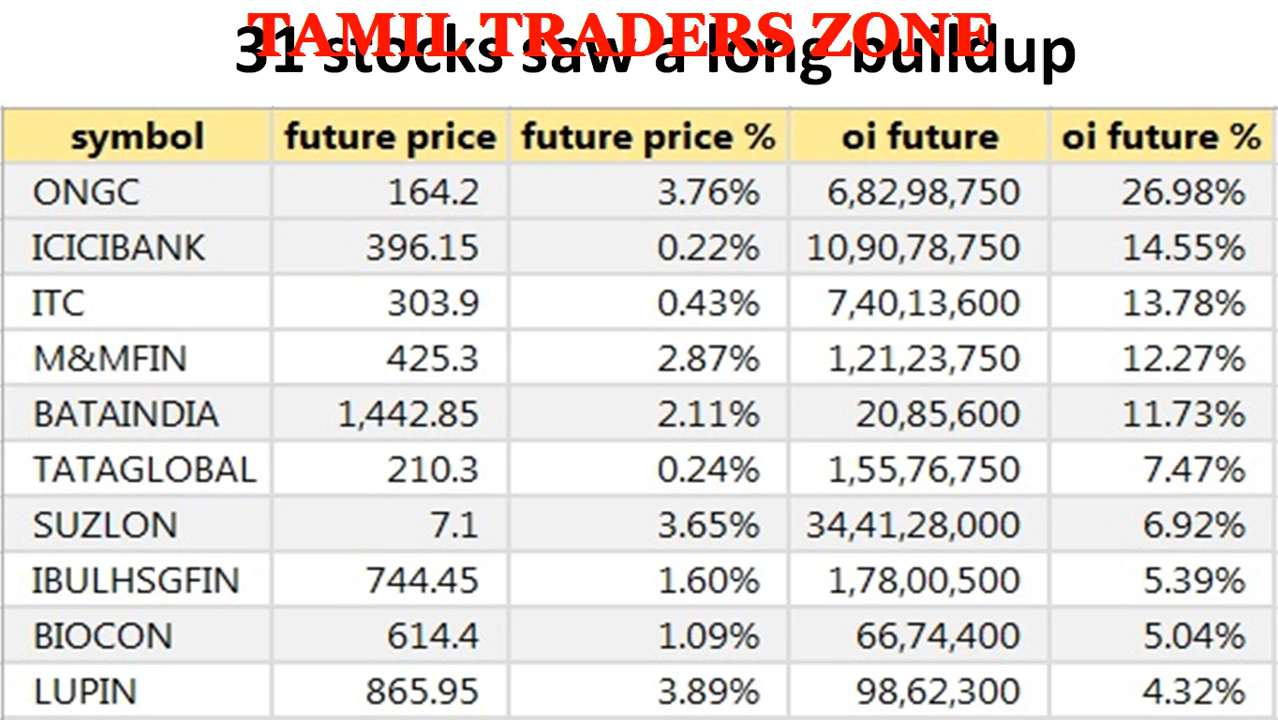 TAMIL TRADERS ZONE
31 stocks saw a long buildup
symbol future price future price % oi future oi future %
ONGC 164.2 3.76% 6,82,98,750 26.98%
ICICIBANK 396.15 0.22% 10,90,78,750 14.55%
ITC 303.9 0.43% 7,40,13,600 13.78%
M&MFIN 425.3 2.87% 1,21,23,750 12.27%
BATAINDIA 1,442.85 2.11% 20,85,600 11.73%
TATAGLOBAL 210.3 0.24% 1,55,76,750 7.47%
SUZLON 7.1 3.65% 34,41,28,000 6.92%
IBULHSGFIN 744.45 1.60% 1,78,00,500 5.39%
BIOCON 614.4 1.09% 66,74,400 5.04%
LUPIN 865.95 3.89% 98,62,300 4.32%